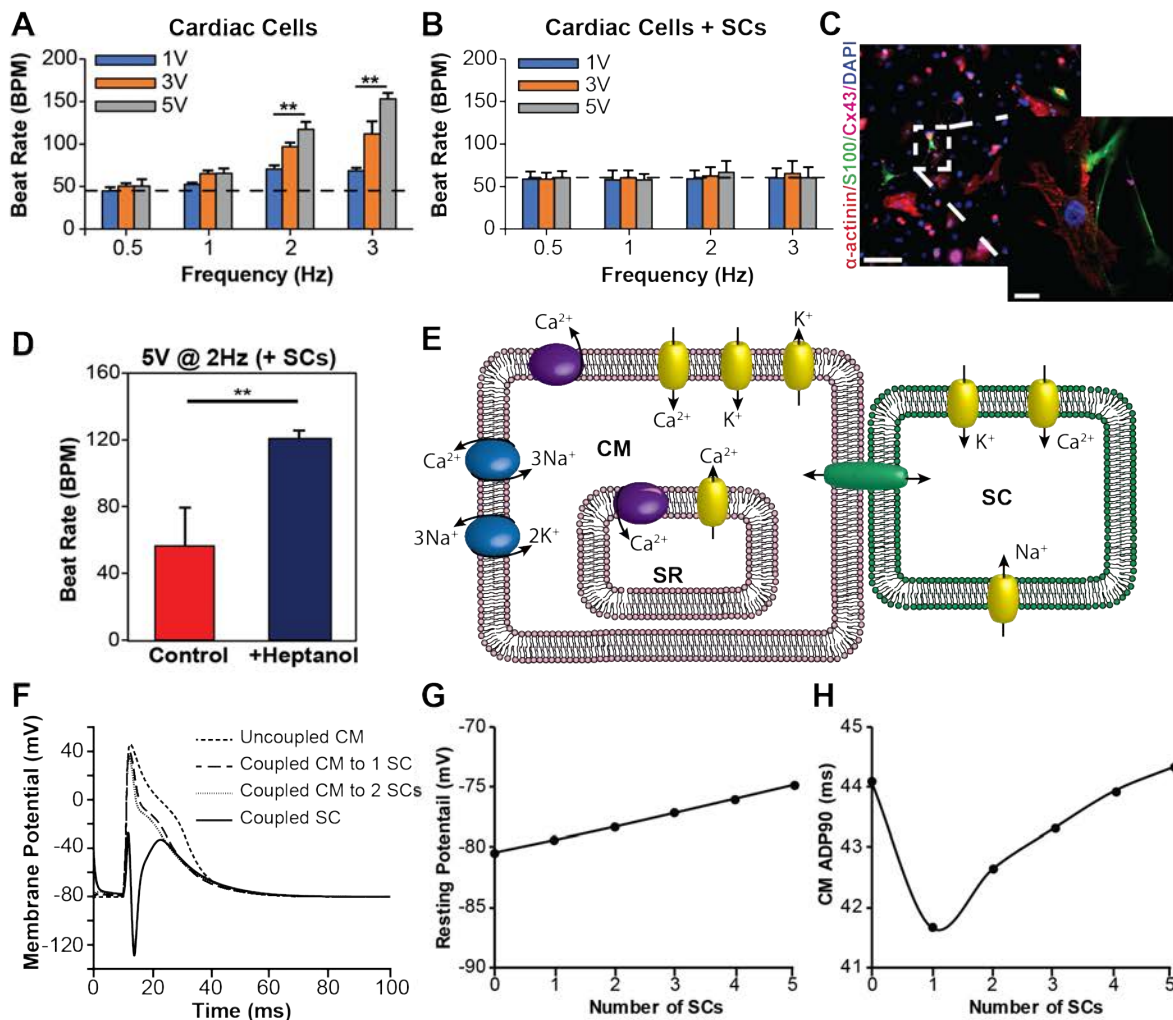 A
Cardiac Cells
Beat Rate (BPM)
200
150
100
50
0
1V
3V
5V
**
**
0.5
1
2
3
Frequency (Hz)
B
Cardiac Cells + SCs
Beat Rate (BPM)
200
150
100
50
0
1V
3V
5V
0.5
1
2
3
Frequency (Hz)
C
α-actinin/S100/Cx43/DAPI
D
5V @ 2Hz (+ SCs)
Beat Rate (BPM)
160
120
80
40
0
**
Control
+Heptanol
E
Ca²⁺
K⁺
Ca²⁺
K⁺
CM
Ca²⁺
3Na⁺
3Na⁺
2K⁺
Ca²⁺
Ca²⁺
SR
K⁺
Ca²⁺
SC
Na⁺
F
Membrane Potential (mV)
40
0
-40
-80
-120
Uncoupled CM
Coupled CM to 1 SC
Coupled CM to 2 SCs
Coupled SC
0
20
40
60
80
100
Time (ms)
G
Resting Potentail (mV)
-70
-75
-80
-85
-90
0
1
2
3
4
5
Number of SCs
H
CM ADP90 (ms)
45
44
43
42
41
0
1
2
3
4
5
Number of SCs